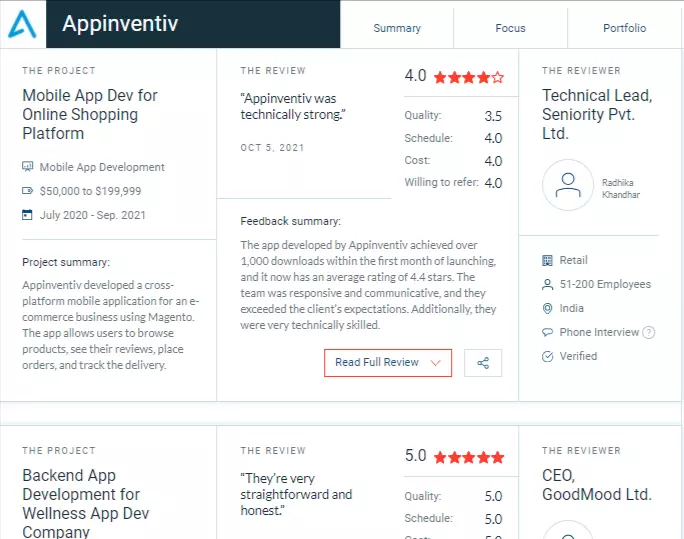 Appinventiv
Summary
Focus
Portfolio
THE PROJECT
Mobile App Dev for
Online Shopping
Platform
Mobile App Development
$50,000 to $199,999
July 2020 - Sep. 2021
Project summary:
Appinventiv developed a cross-
platform mobile application for an e-
commerce business using Magento.
The app allows users to browse
products, see their reviews, place
orders, and track the delivery.
THE REVIEW
“Appinventiv was
technically strong.”
OCT 5, 2021
4.0
Quality: 3.5
Schedule: 4.0
Cost: 4.0
Willing to refer: 4.0
Feedback summary:
The app developed by Appinventiv achieved over
1,000 downloads within the first month of launching,
and it now has an average rating of 4.4 stars. The
team was responsive and communicative, and they
exceeded the client's expectations. Additionally, they
were very technically skilled.
Read Full Review
THE REVIEWER
Technical Lead,
Seniority Pvt.
Ltd.
Radhika
Khandhar
Retail
51-200 Employees
India
Phone Interview ?
Verified
THE PROJECT
Backend App
Development for
Wellness App Dev
Company
THE REVIEW
“They're very
straightforward and
honest.”
5.0
Quality: 5.0
Schedule: 5.0
THE REVIEWER
CEO,
GoodMood Ltd.